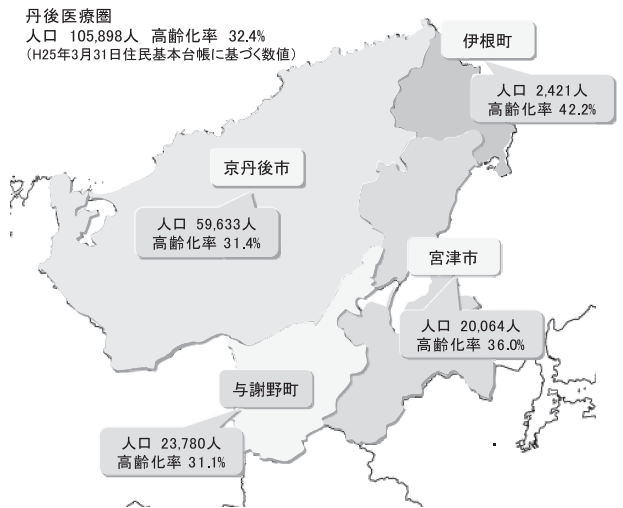 丹後医療圏
人口 105,898人 高齢化率 32.4%
（H25年3月31日住民基本台帳に基づく数値）
伊根町
人口 2,421人
高齢化率 42.2%
京丹後市
人口 59,633人
高齢化率 31.4%
宮津市
人口 20,064人
高齢化率 36.0%
与謝野町
人口 23,780人
高齢化率 31.1%